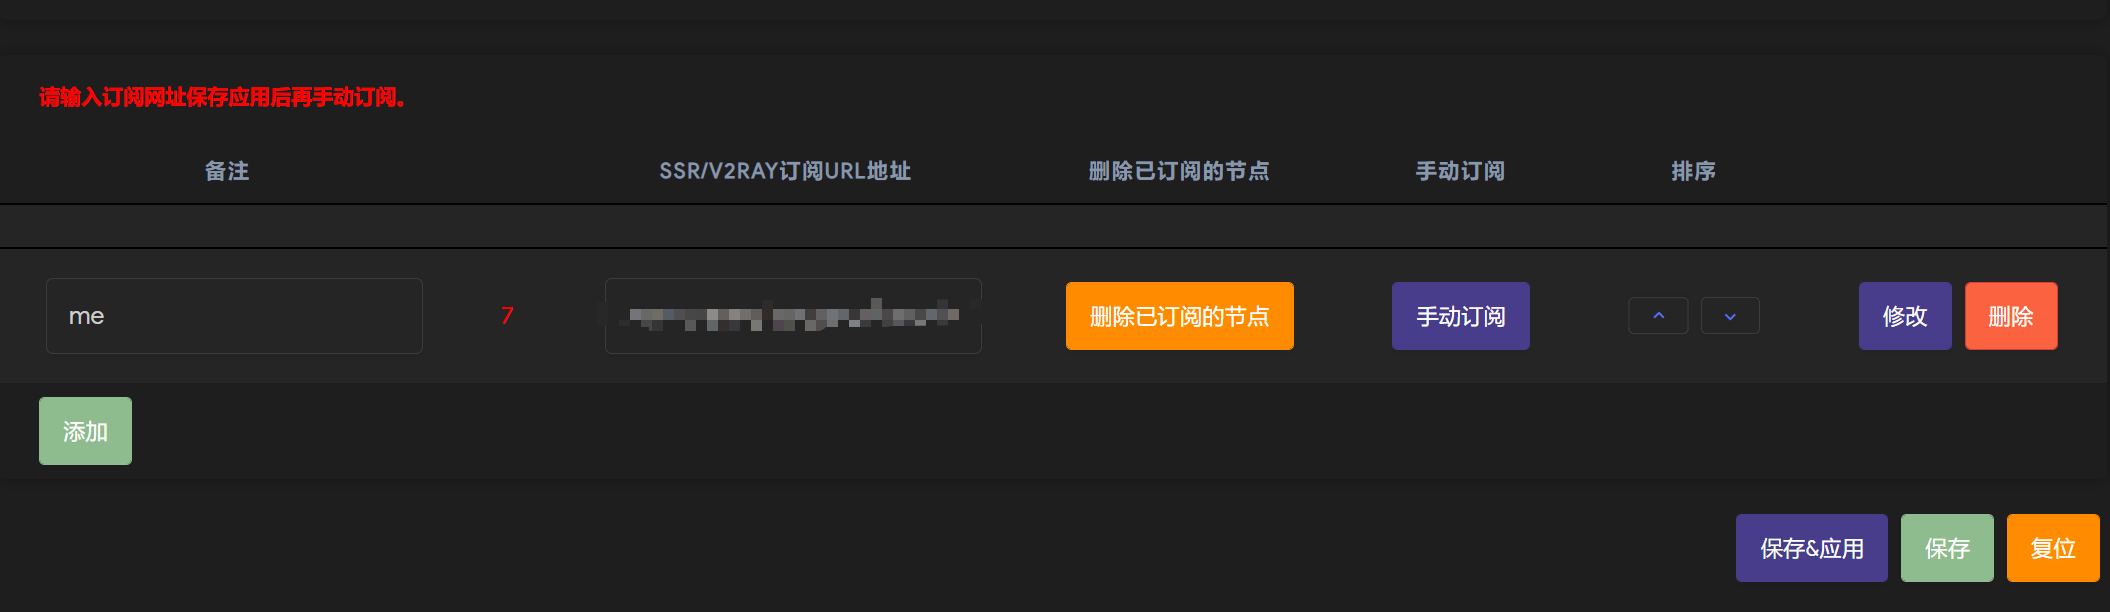 请输入订阅网址保存应用后再手动订阅。
备注 SSR/V2RAY订阅URL地址 删除已订阅的节点 手动订阅 排序
me 7 删除已订阅的节点 手动订阅 修改 删除
添加
保存&应用 保存 复位